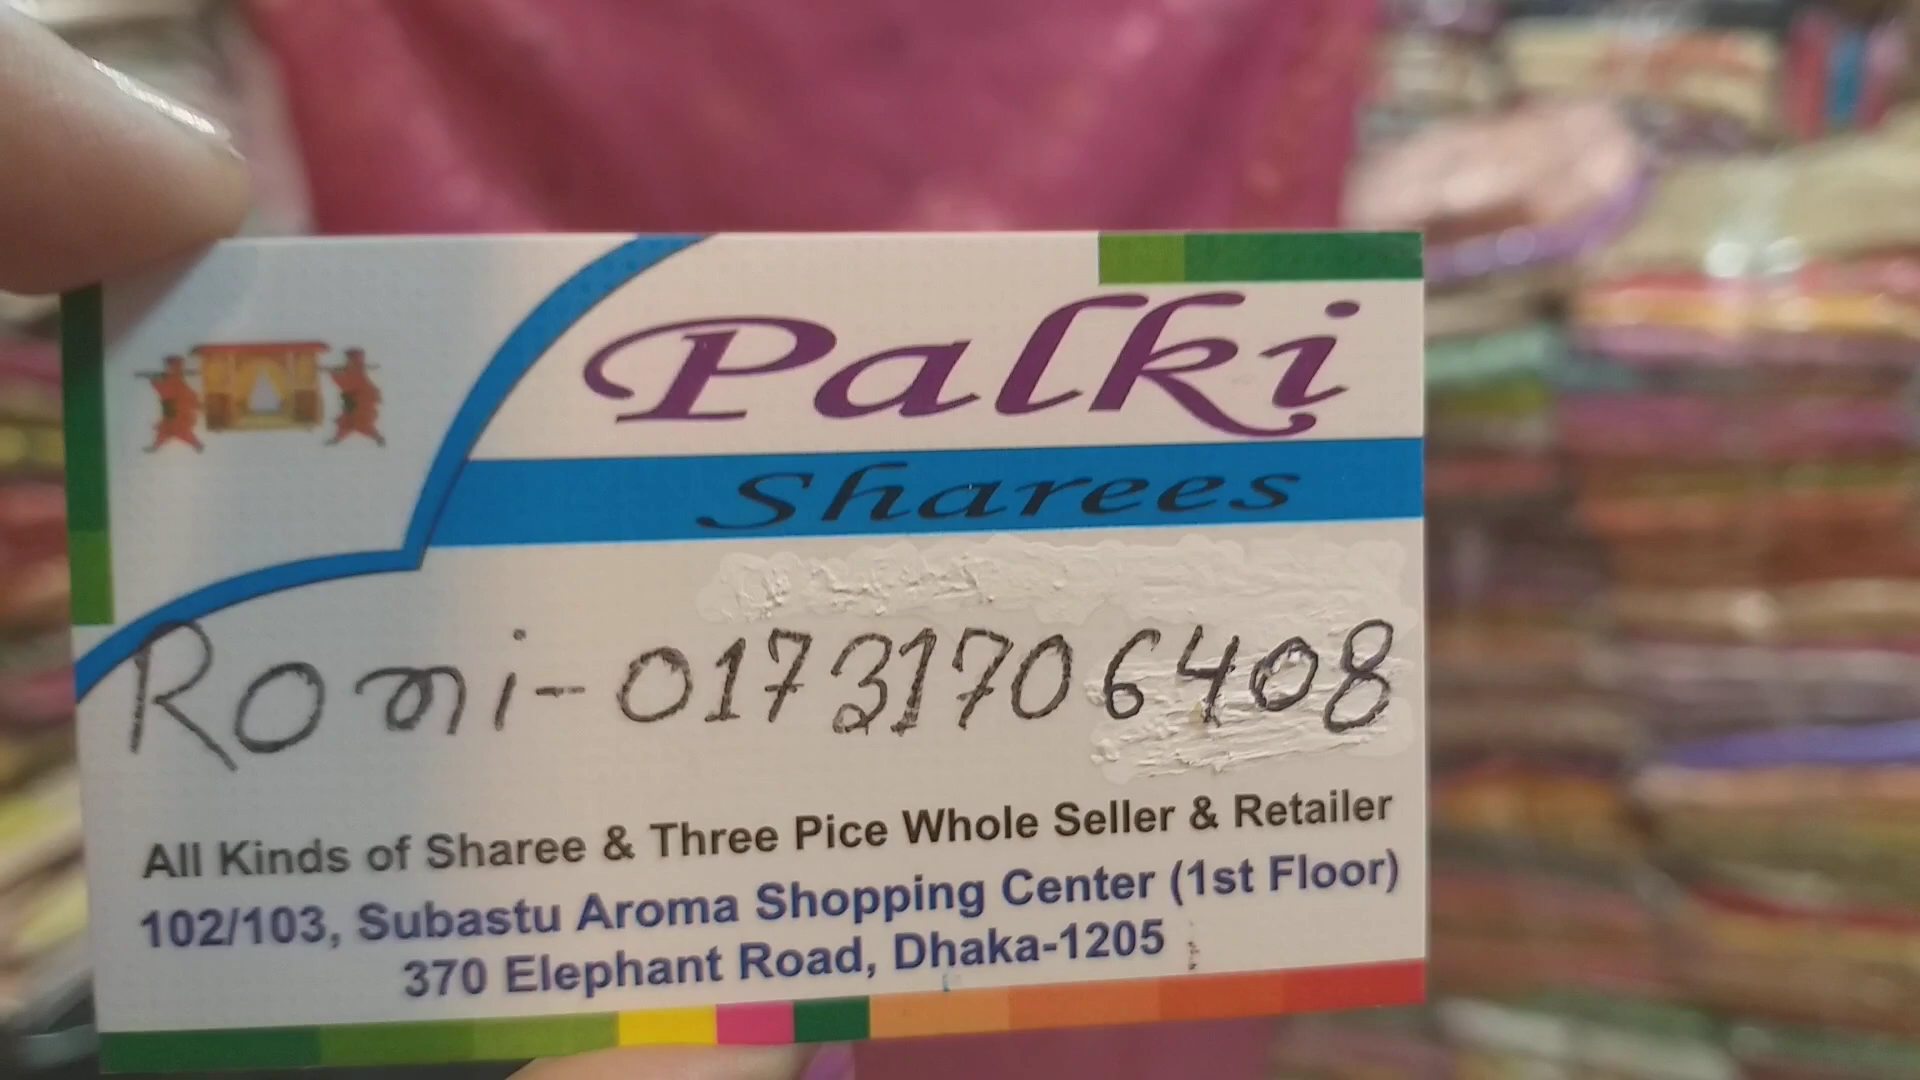 Palki
Sharees
Roni-01731706408
All Kinds of Sharee & Three Pice Whole Seller & Retailer
102/103, Subastu Aroma Shopping Center (1st Floor)
370 Elephant Road, Dhaka-1205